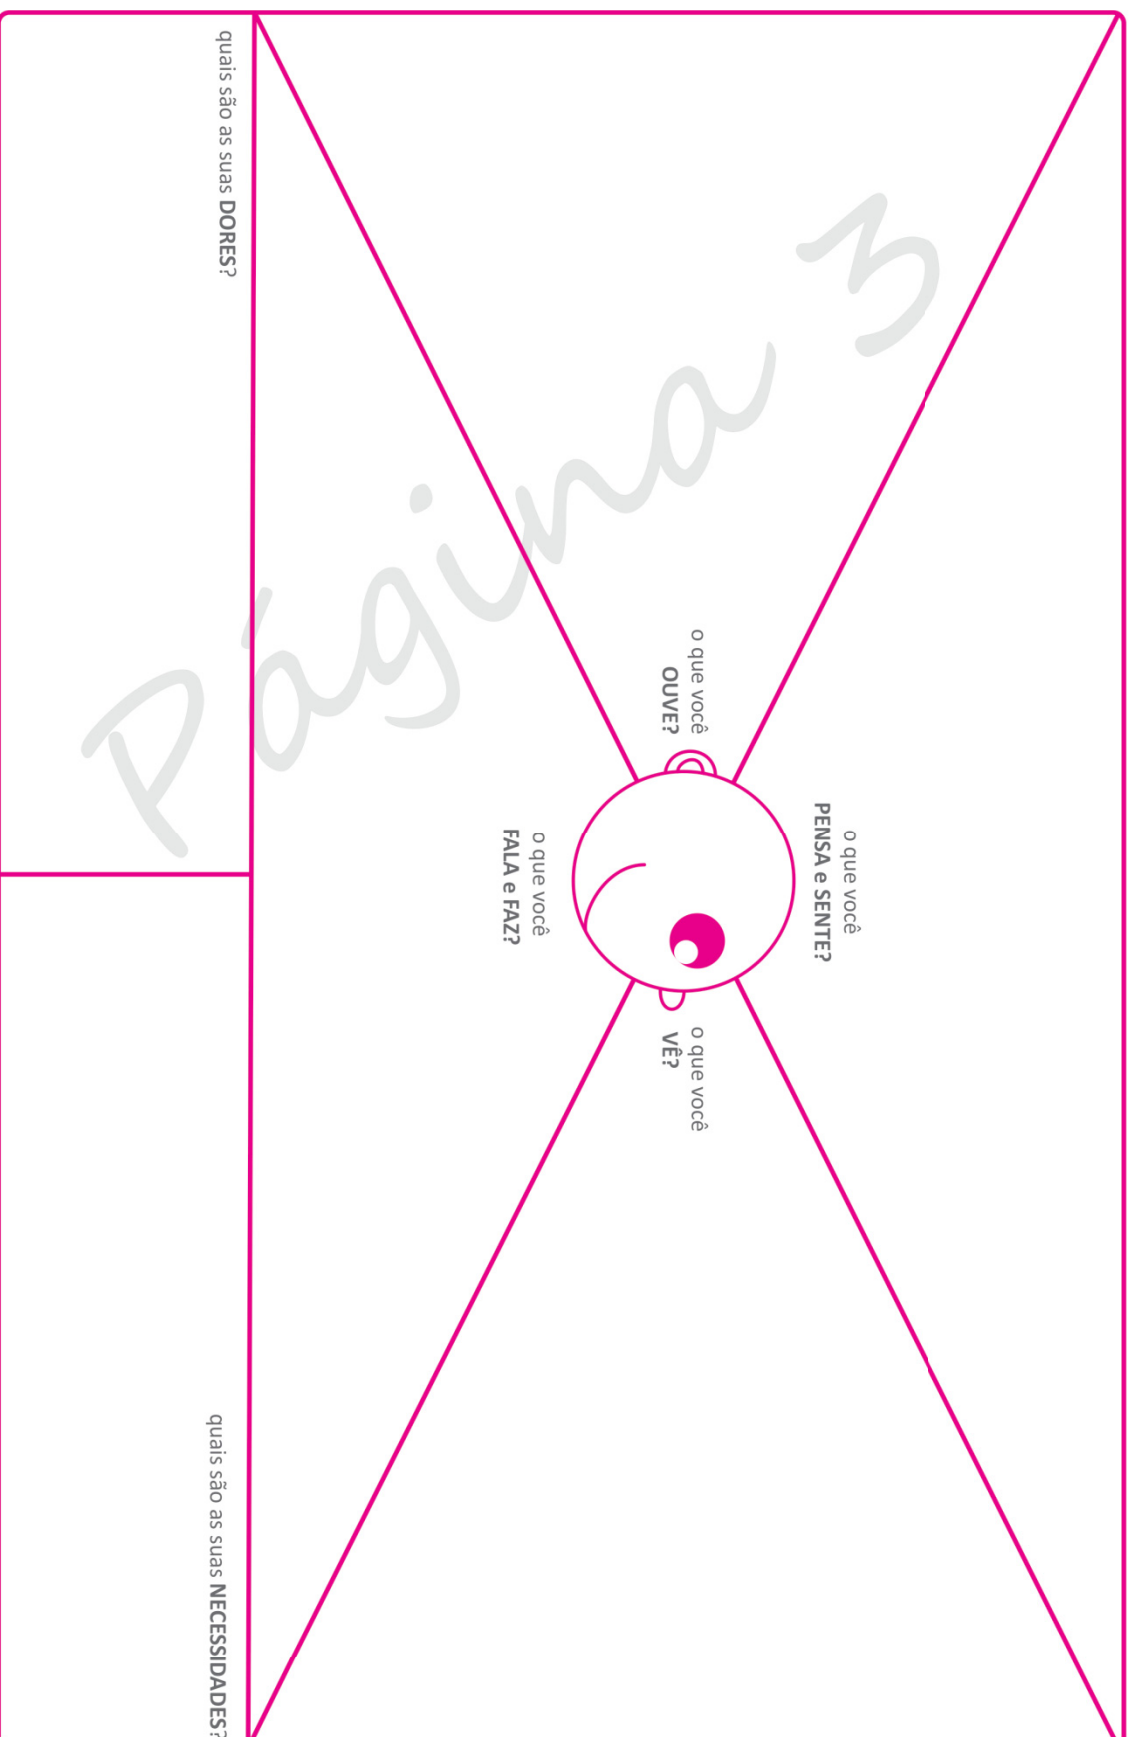 o que você
PENSA e SENTE?
o que você
OUVE?
o que você
VÊ?
o que você
FALA e FAZ?
quais são as suas DORES?
quais são as suas NECESSIDADES?
Página 3